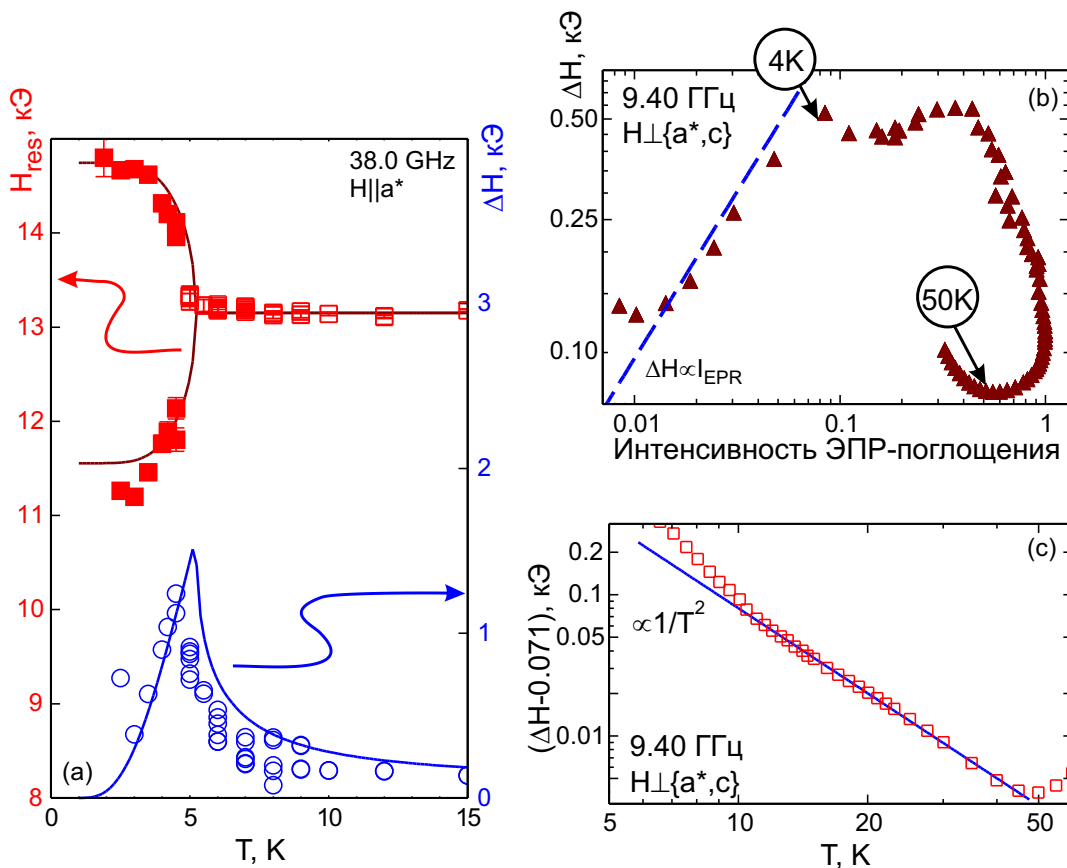 H_res, кЭ
14
13
12
11
10
9
8
38.0 GHz
H||a*
ΔH, кЭ
3
2
1
0
(a)
0
5
10
15
T, K
ΔH, кЭ
0.50
0.25
0.10
4K
9.40 ГГц
H⊥{a*,c}
(b)
50K
ΔH∝I_EPR
0.01
0.1
1
Интенсивность ЭПР-поглощения
(ΔH-0.071), кЭ
0.2
0.1
0.05
0.01
(c)
∝1/T²
9.40 ГГц
H⊥{a*,c}
5
10
20
50
T, K